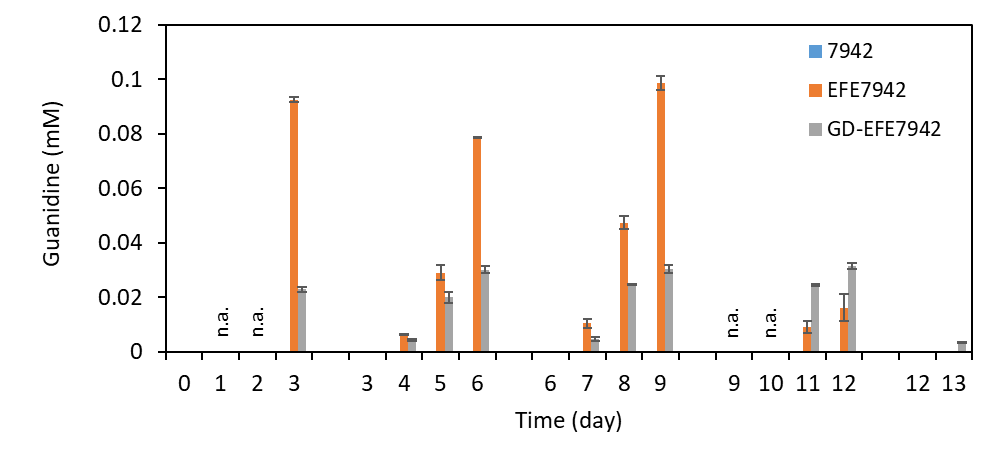 0.12
0.1
0.08
0.06
0.04
0.02
0
Guanidine (mM)
7942
EFE7942
GD-EFE7942
n.a.
n.a.
n.a.
n.a.
0 1 2 3 3 4 5 6 6 7 8 9 9 10 11 12 12 13
Time (day)